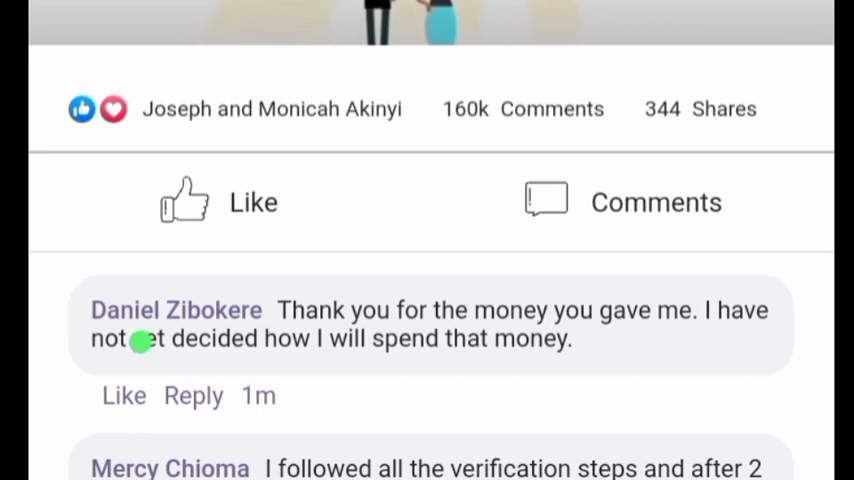 Joseph and Monicah Akinyi 160k Comments 344 Shares
Like Comments
Daniel Zibokere Thank you for the money you gave me. I have
not decided how I will spend that money.
Like Reply 1m
Mercy Chioma I followed all the verification steps and after 2